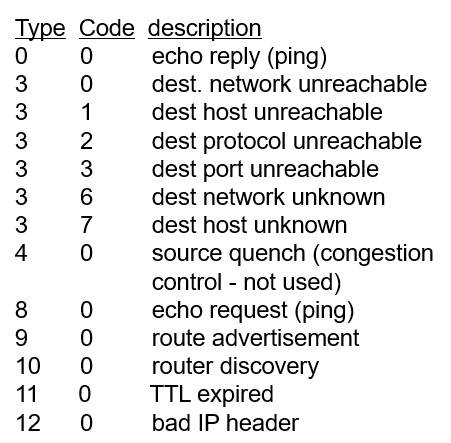 Type Code description
0 0 echo reply (ping)
3 0 dest. network unreachable
3 1 dest host unreachable
3 2 dest protocol unreachable
3 3 dest port unreachable
3 6 dest network unknown
3 7 dest host unknown
4 0 source quench (congestion
control - not used)
8 0 echo request (ping)
9 0 route advertisement
10 0 router discovery
11 0 TTL expired
12 0 bad IP header